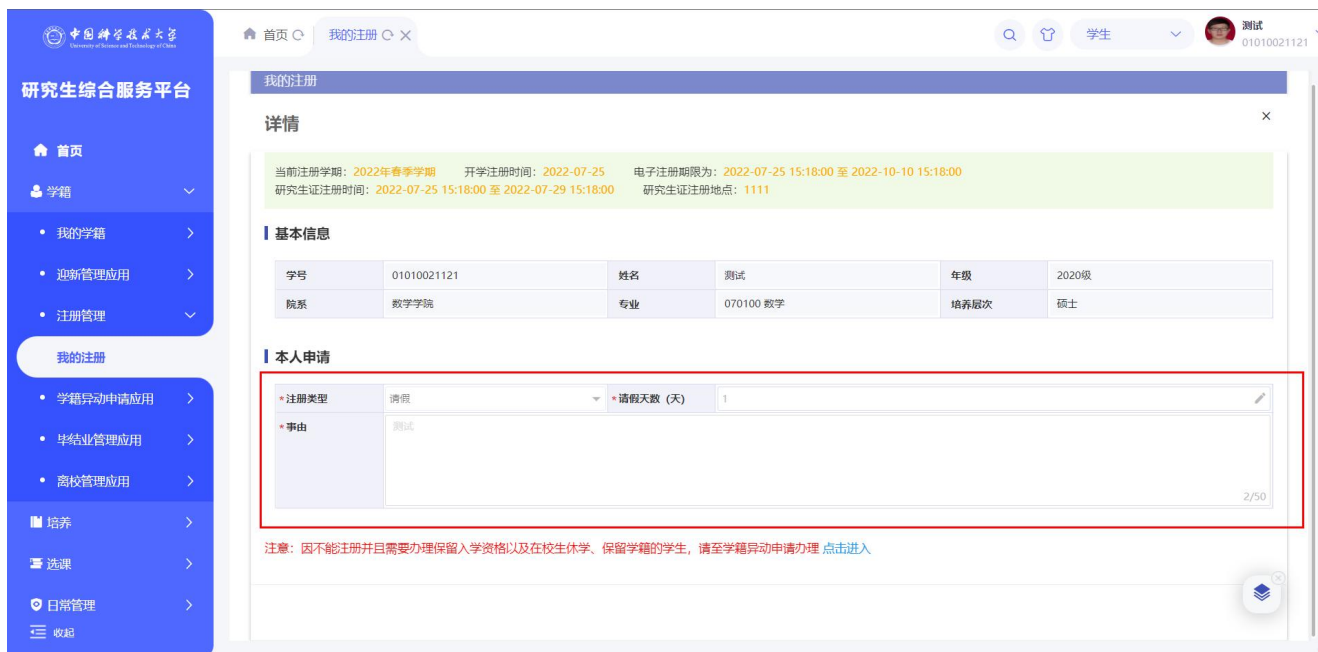 中国科学技术大学
University of Science and Technology of China
首页
我的注册
学生
测试
01010021121
研究生综合服务平台
首页
学籍
我的学籍
迎新管理应用
注册管理
我的注册
学籍异动申请应用
毕结业管理应用
离校管理应用
培养
选课
日常管理
收起
我的注册
详情
当前注册学期：2022年春季学期 开学注册时间：2022-07-25 电子注册期限为：2022-07-25 15:18:00 至 2022-10-10 15:18:00
研究生证注册时间：2022-07-25 15:18:00 至 2022-07-29 15:18:00 研究生证注册地点：1111
基本信息
学号 01010021121 姓名 测试 年级 2020级
院系 数学学院 专业 070100 数学 培养层次 硕士
本人申请
*注册类型 请假 *请假天数（天） 1
*事由 测试
2/50
注意：因不能注册并且需要办理保留入学资格以及在校生休学、保留学籍的学生，请至学籍异动申请办理 点击进入